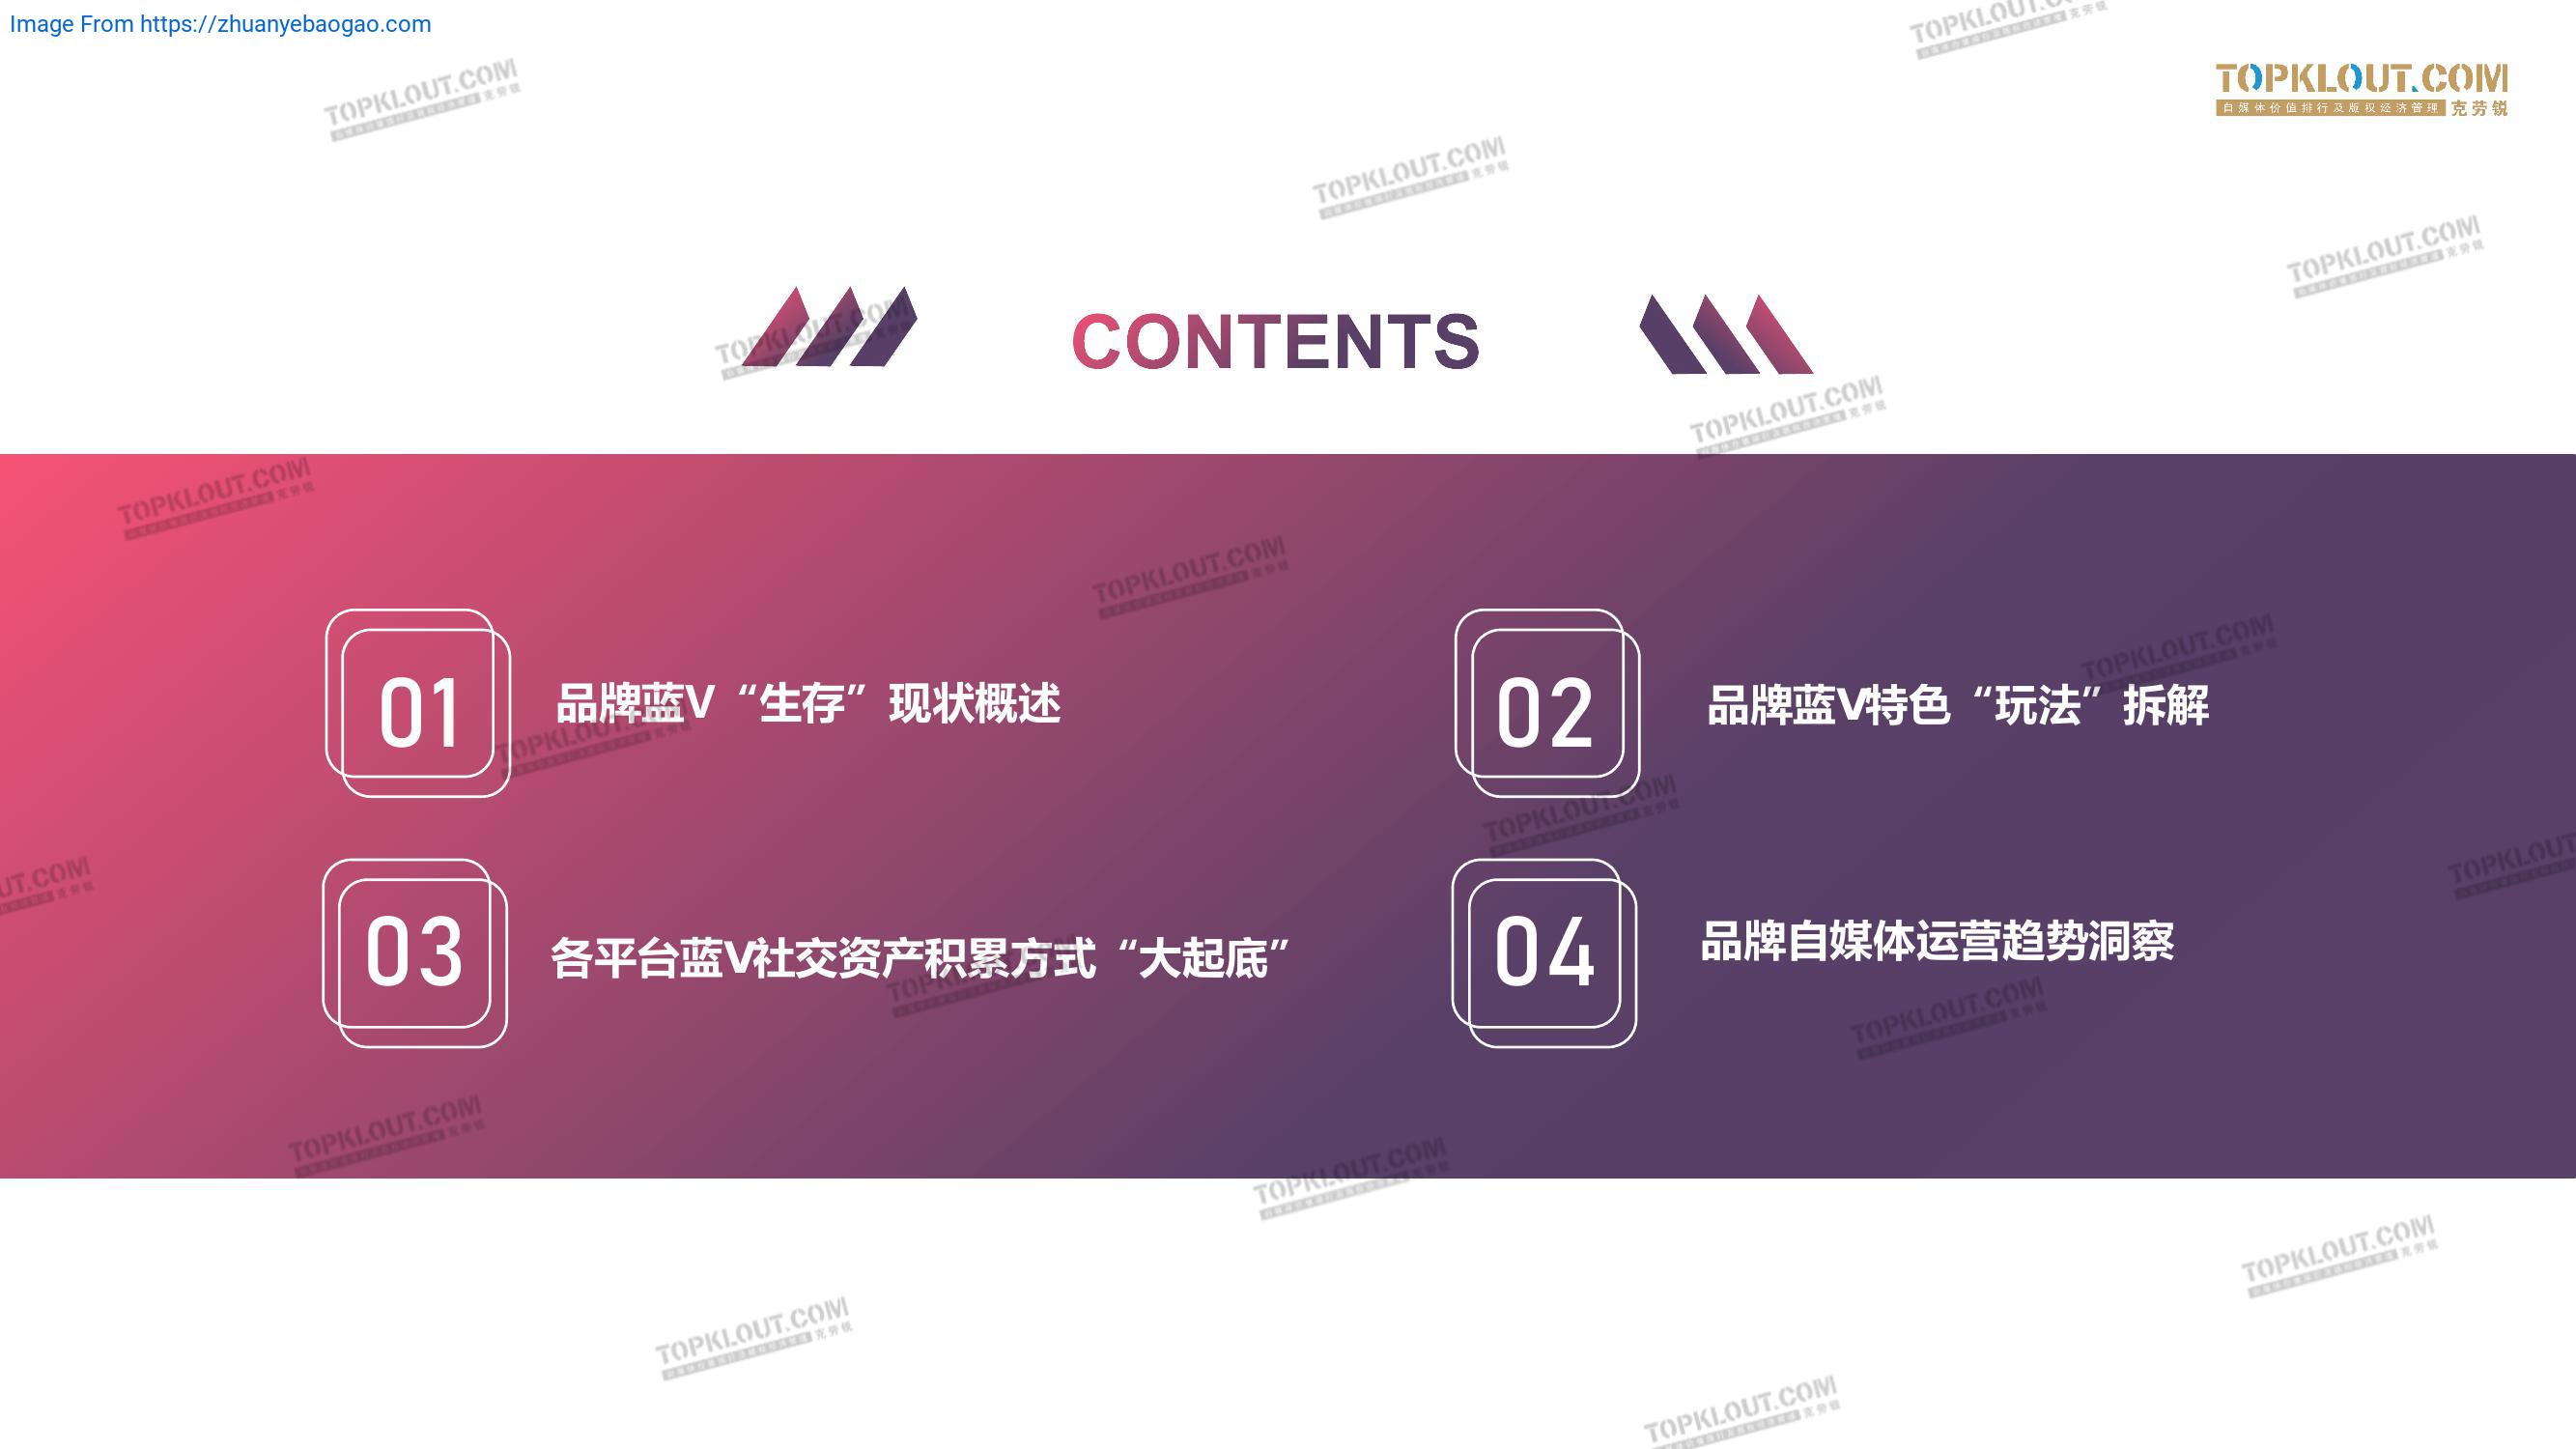 Image From https://zhuanyebaogao.com
TOPKLOUT.COM
自媒体价值排行及版权经济管理 克劳锐
CONTENTS
01
品牌蓝V“生存”现状概述
02
品牌蓝V特色“玩法”拆解
03
各平台蓝V社交资产积累方式“大起底”
04
品牌自媒体运营趋势洞察